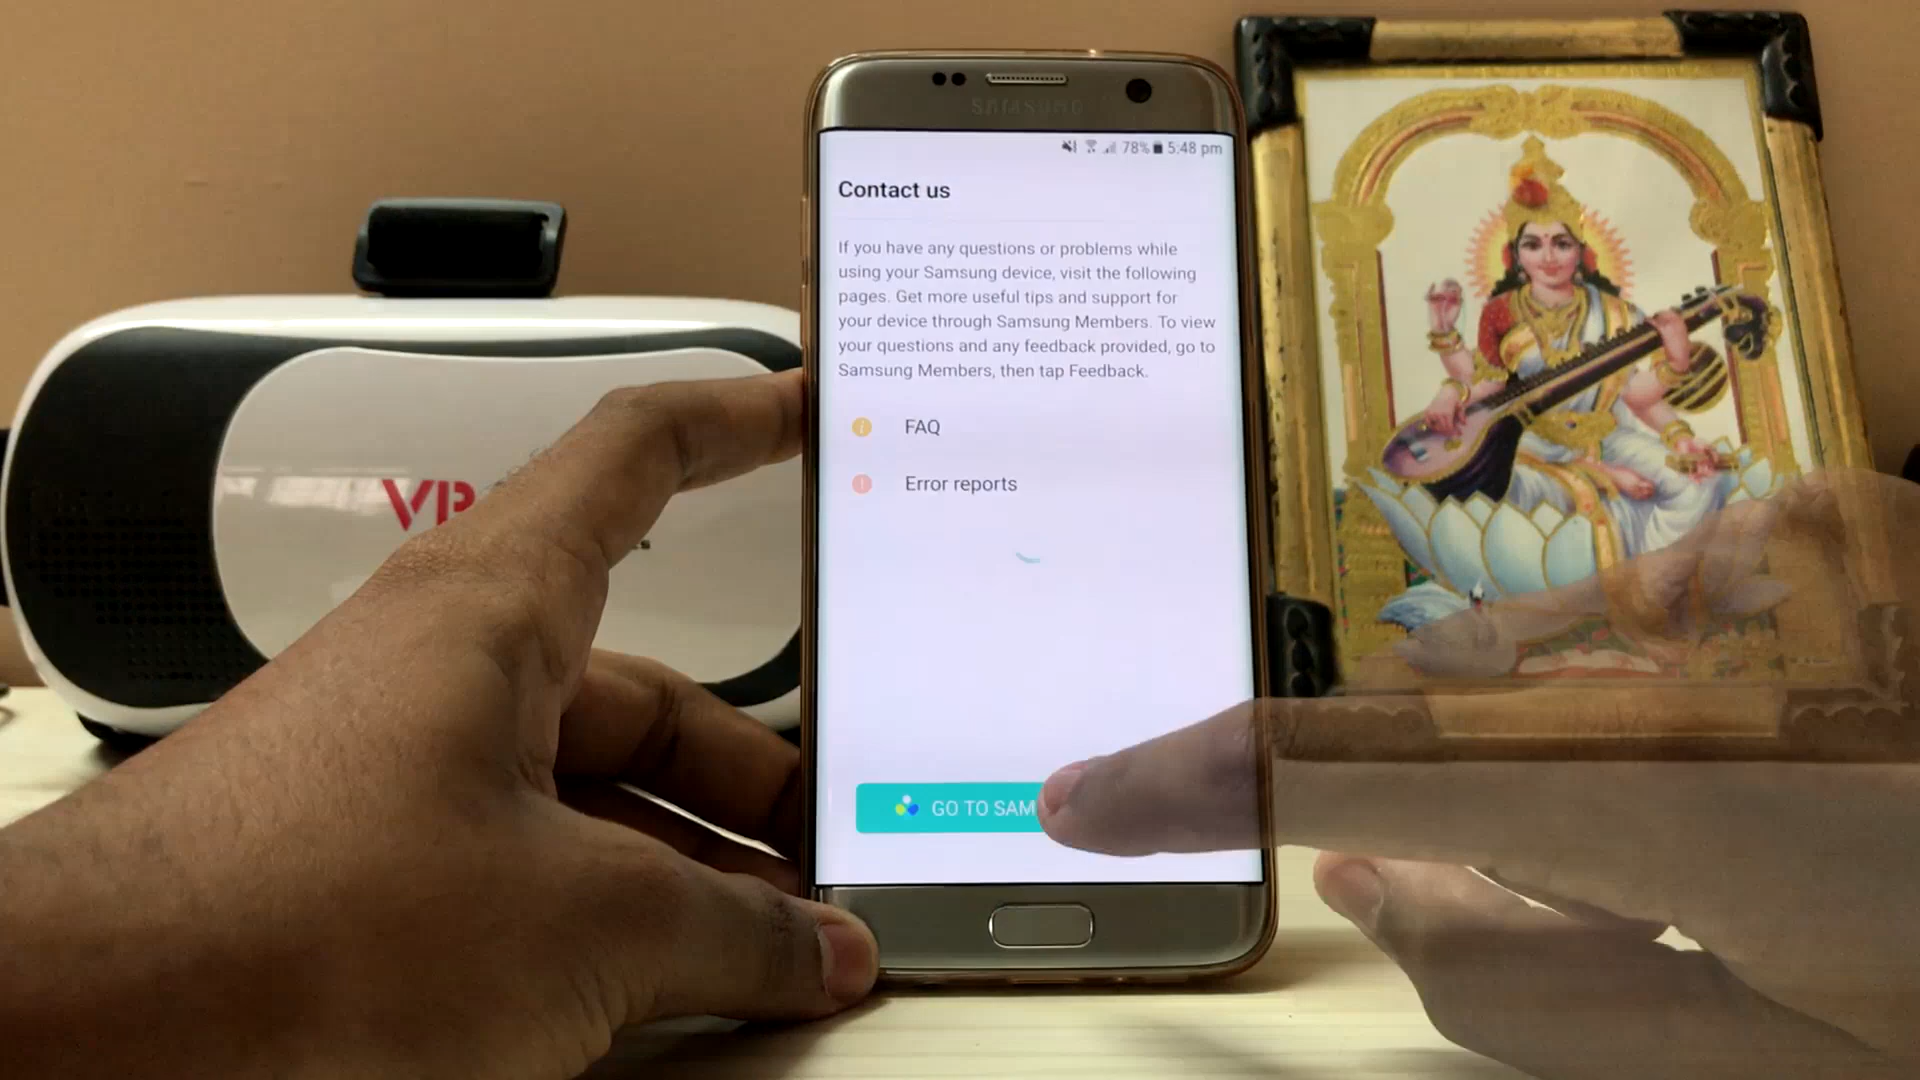 SAMSUNG
78% 5:48 pm
Contact us
If you have any questions or problems while
using your Samsung device, visit the following
pages. Get more useful tips and support for
your device through Samsung Members. To view
your questions and any feedback provided, go to
Samsung Members, then tap Feedback.
FAQ
Error reports
GO TO SAM
VR